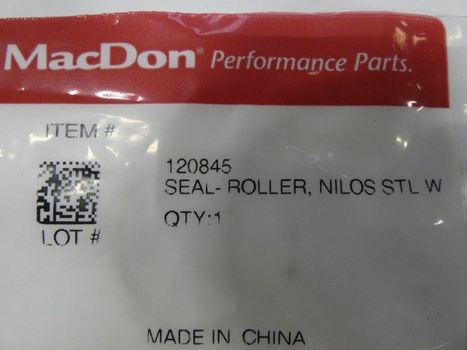 MacDon® Performance Parts.
ITEM #
120845
SEAL- ROLLER, NILOS STL W
QTY:1
LOT #
MADE IN CHINA